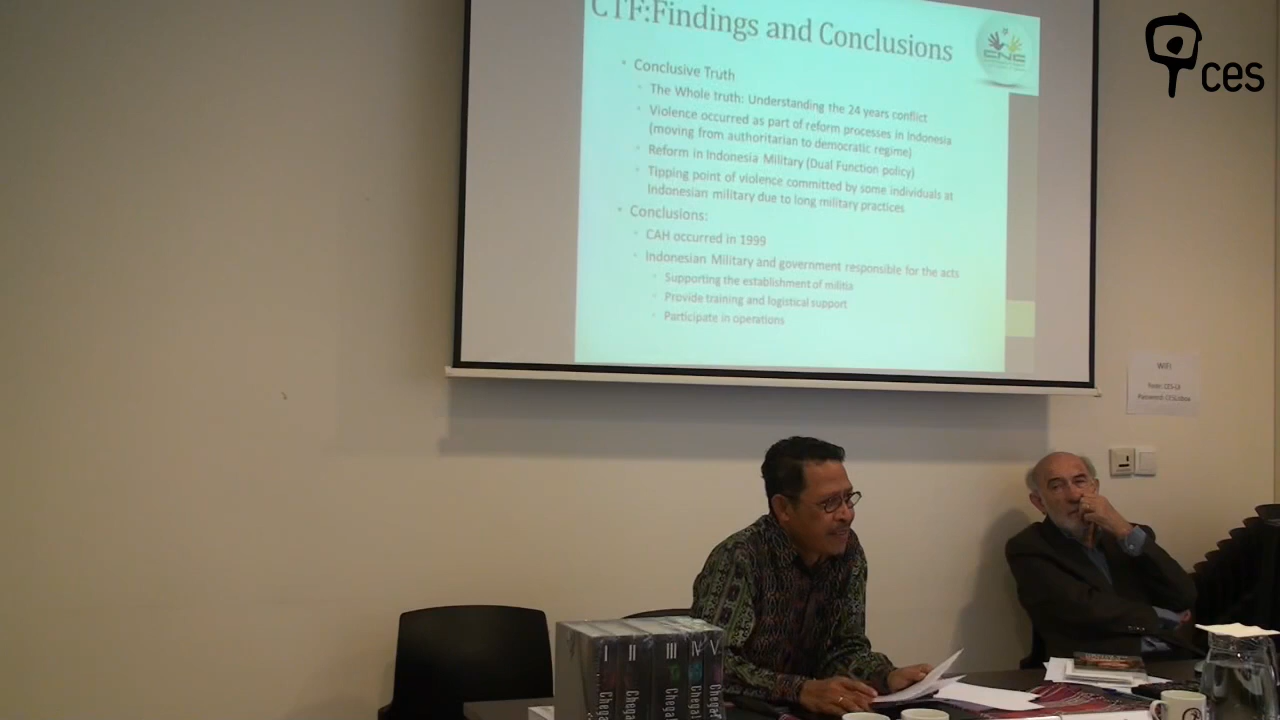 CTF:Findings and Conclusions
CNC
ces
• Conclusive Truth
• The Whole truth: Understanding the 24 years conflict
• Violence occurred as part of reform processes in Indonesia
(moving from authoritarian to democratic regime)
• Reform in Indonesia Military (Dual Function policy)
• Tipping point of violence committed by some individuals at
Indonesian military due to long military practices
• Conclusions:
• CAH occurred in 1999
• Indonesian Military and government responsible for the acts
• Supporting the establishment of militia
• Provide training and logistical support
• Participate in operations
WiFi
I II III IV V